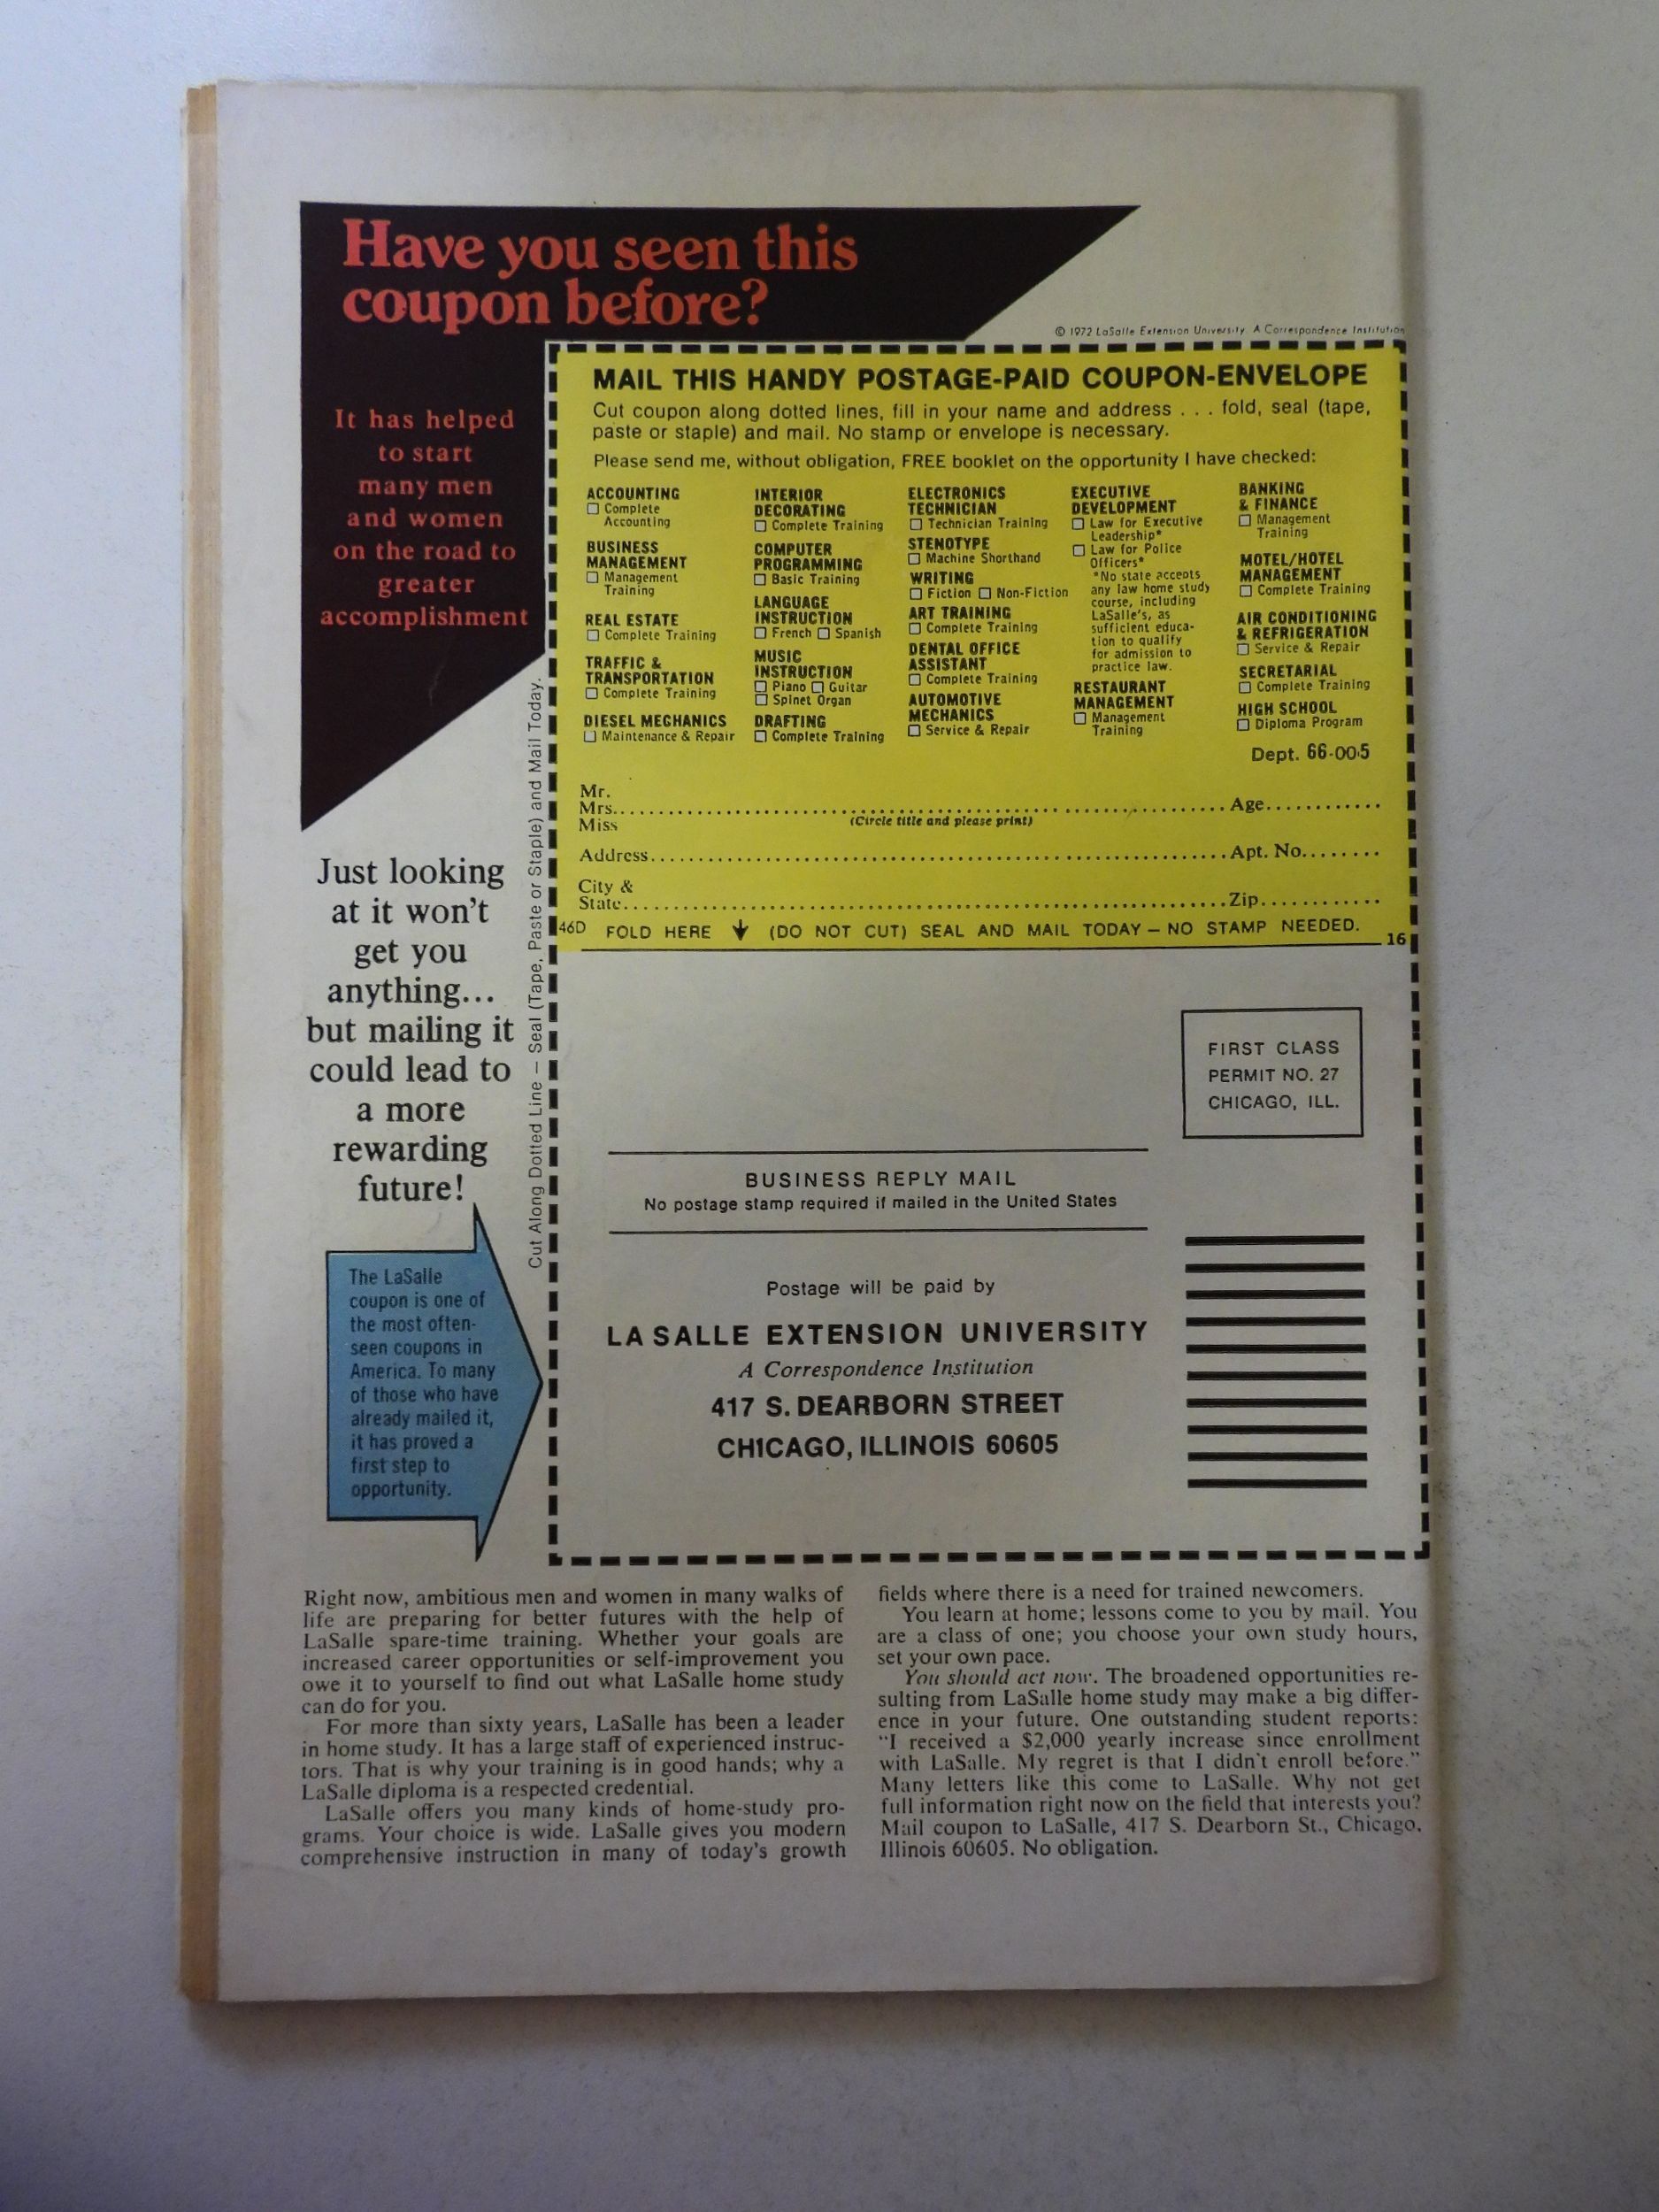 Have you seen this
coupon before?
It has helped
to start
many men
and women
on the road to
greater
accomplishment
© 1972 LaSalle Extension University A Correspondence Institution
MAIL THIS HANDY POSTAGE-PAID COUPON-ENVELOPE
Cut coupon along dotted lines, fill in your name and address . . . fold, seal (tape,
paste or staple) and mail. No stamp or envelope is necessary.
Please send me, without obligation, FREE booklet on the opportunity I have checked:
ACCOUNTING
Complete
Accounting
BUSINESS
MANAGEMENT
Management
Training
REAL ESTATE
Complete Training
TRAFFIC &
TRANSPORTATION
Complete Training
DIESEL MECHANICS
Maintenance & Repair
INTERIOR
DECORATING
Complete Training
COMPUTER
PROGRAMMING
Basic Training
LANGUAGE
INSTRUCTION
French Spanish
MUSIC
INSTRUCTION
Piano Guitar
Spinet Organ
DRAFTING
Complete Training
ELECTRONICS
TECHNICIAN
Technician Training
STENOTYPE
Machine Shorthand
WRITING
Fiction Non-Fiction
ART TRAINING
Complete Training
DENTAL OFFICE
ASSISTANT
Complete Training
AUTOMOTIVE
MECHANICS
Service & Repair
EXECUTIVE
DEVELOPMENT
Law for Executive
Leadership*
Law for Police
Officers*
*No state accepts
any law home study
course, including
LaSalle's, as
sufficient educa-
tion to qualify
for admission to
practice law.
RESTAURANT
MANAGEMENT
Management
Training
BANKING
& FINANCE
Management
Training
MOTEL/HOTEL
MANAGEMENT
Complete Training
AIR CONDITIONING
& REFRIGERATION
Service & Repair
SECRETARIAL
Complete Training
HIGH SCHOOL
Diploma Program
Dept. 66-005
Mr.
Mrs. Age
Miss (Circle title and please print)
Address Apt. No.
City &
State Zip
46D FOLD HERE (DO NOT CUT) SEAL AND MAIL TODAY — NO STAMP NEEDED.
16
Cut Along Dotted Line — Seal (Tape, Paste or Staple) and Mail Today.
Just looking
at it won't
get you
anything...
but mailing it
could lead to
a more
rewarding
future!
The LaSalle
coupon is one of
the most often-
seen coupons in
America. To many
of those who have
already mailed it,
it has proved a
first step to
opportunity.
FIRST CLASS
PERMIT NO. 27
CHICAGO, ILL.
BUSINESS REPLY MAIL
No postage stamp required if mailed in the United States
Postage will be paid by
LA SALLE EXTENSION UNIVERSITY
A Correspondence Institution
417 S. DEARBORN STREET
CHICAGO, ILLINOIS 60605
Right now, ambitious men and women in many walks of
life are preparing for better futures with the help of
LaSalle spare-time training. Whether your goals are
increased career opportunities or self-improvement you
owe it to yourself to find out what LaSalle home study
can do for you.
For more than sixty years, LaSalle has been a leader
in home study. It has a large staff of experienced instruc-
tors. That is why your training is in good hands; why a
LaSalle diploma is a respected credential.
LaSalle offers you many kinds of home-study pro-
grams. Your choice is wide. LaSalle gives you modern
comprehensive instruction in many of today's growth
fields where there is a need for trained newcomers.
You learn at home; lessons come to you by mail. You
are a class of one; you choose your own study hours,
set your own pace.
You should act now. The broadened opportunities re-
sulting from LaSalle home study may make a big differ-
ence in your future. One outstanding student reports:
"I received a $2,000 yearly increase since enrollment
with LaSalle. My regret is that I didn't enroll before."
Many letters like this come to LaSalle. Why not get
full information right now on the field that interests you?
Mail coupon to LaSalle, 417 S. Dearborn St., Chicago,
Illinois 60605. No obligation.